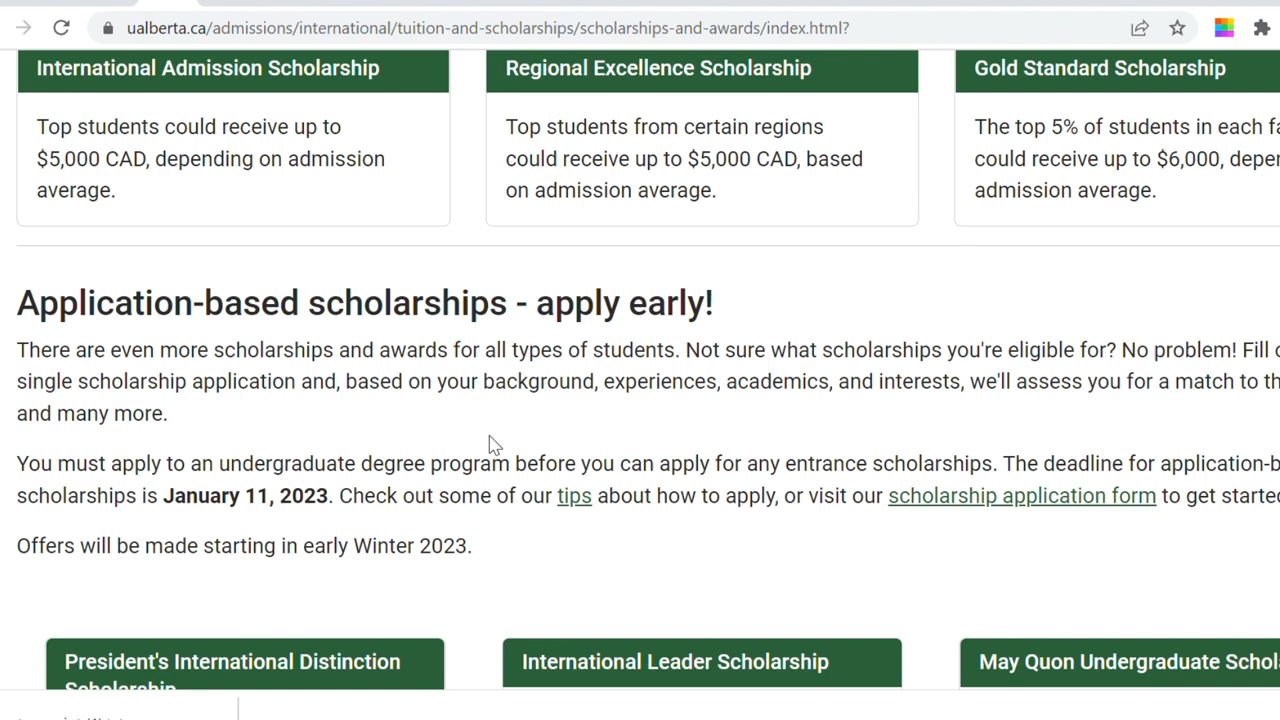 ualberta.ca/admissions/international/tuition-and-scholarships/scholarships-and-awards/index.html?
International Admission Scholarship
Top students could receive up to
$5,000 CAD, depending on admission
average.
Regional Excellence Scholarship
Top students from certain regions
could receive up to $5,000 CAD, based
on admission average.
Gold Standard Scholarship
The top 5% of students in each
could receive up to $6,000,
admission average.
Application-based scholarships - apply early!
There are even more scholarships and awards for all types of students. Not sure what scholarships you're eligible for? No problem! Fill
single scholarship application and, based on your background, experiences, academics, and interests, we'll assess you for a match to
and many more.
You must apply to an undergraduate degree program before you can apply for any entrance scholarships. The deadline for
scholarships is January 11, 2023. Check out some of our tips about how to apply, or visit our scholarship application form to get
Offers will be made starting in early Winter 2023.
President's International Distinction
Scholarship
International Leader Scholarship
May Quon Undergraduate